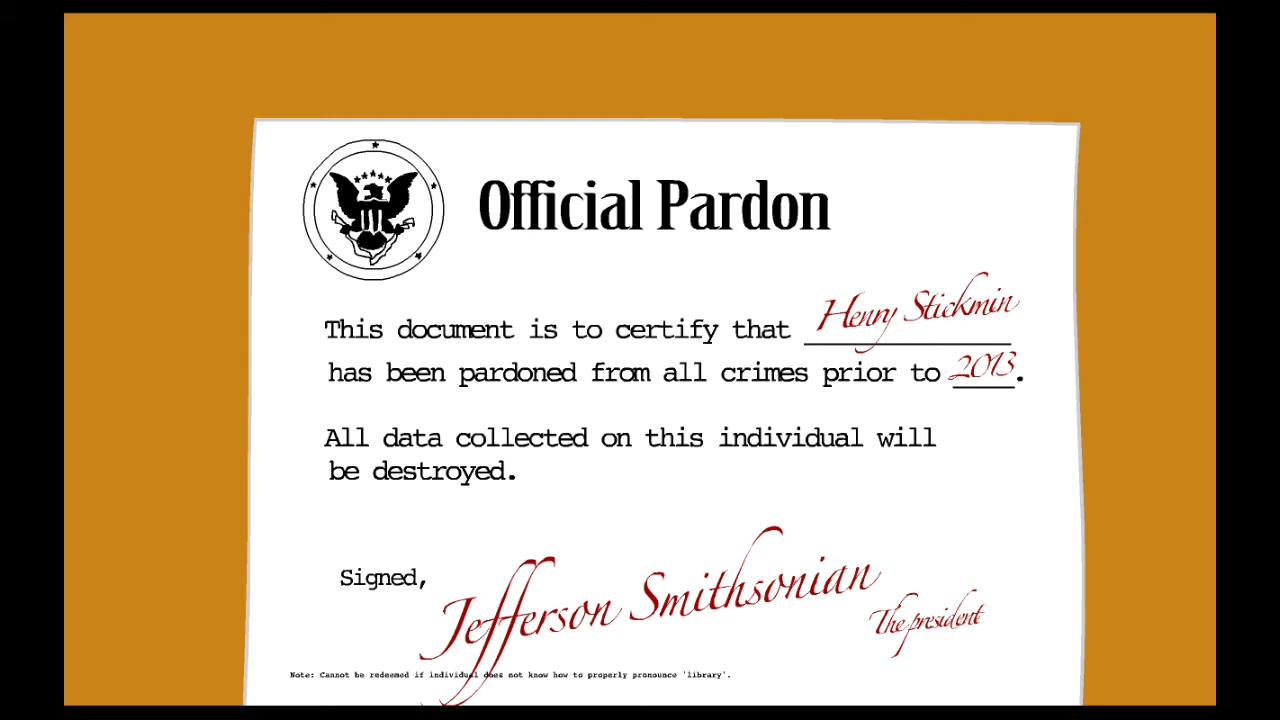 Official Pardon
This document is to certify that Henry Stickmin
has been pardoned from all crimes prior to 2013.
All data collected on this individual will
be destroyed.
Signed, Jefferson Smithsonian
The president
Note: Cannot be redeemed if individual does not know how to properly pronounce 'library'.